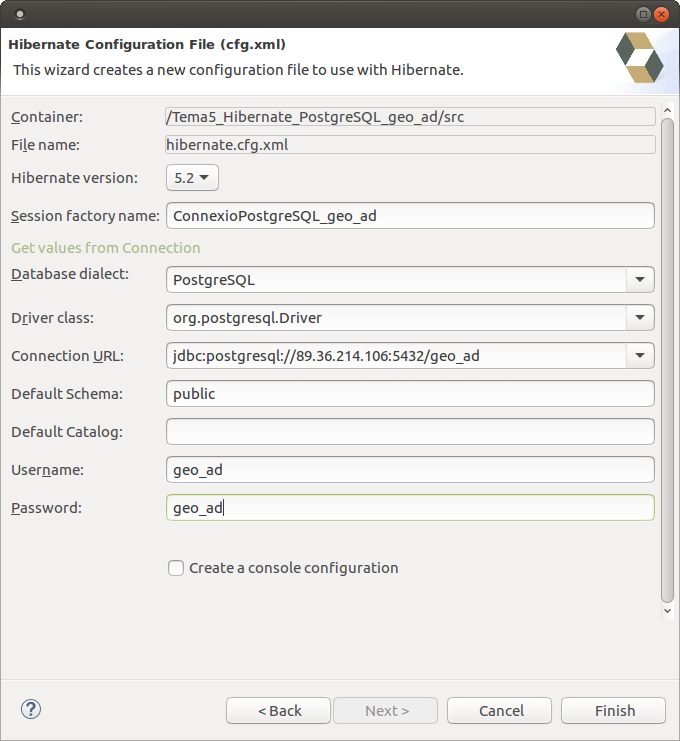 Hibernate Configuration File (cfg.xml)
This wizard creates a new configuration file to use with Hibernate.
Container: /Tema5_Hibernate_PostgreSQL_geo_ad/src
File name: hibernate.cfg.xml
Hibernate version: 5.2
Session factory name: ConnexioPostgreSQL_geo_ad
Get values from Connection
Database dialect: PostgreSQL
Driver class: org.postgresql.Driver
Connection URL: jdbc:postgresql://89.36.214.106:5432/geo_ad
Default Schema: public
Default Catalog:
Username: geo_ad
Password: geo_ad
Create a console configuration
? < Back Next > Cancel Finish